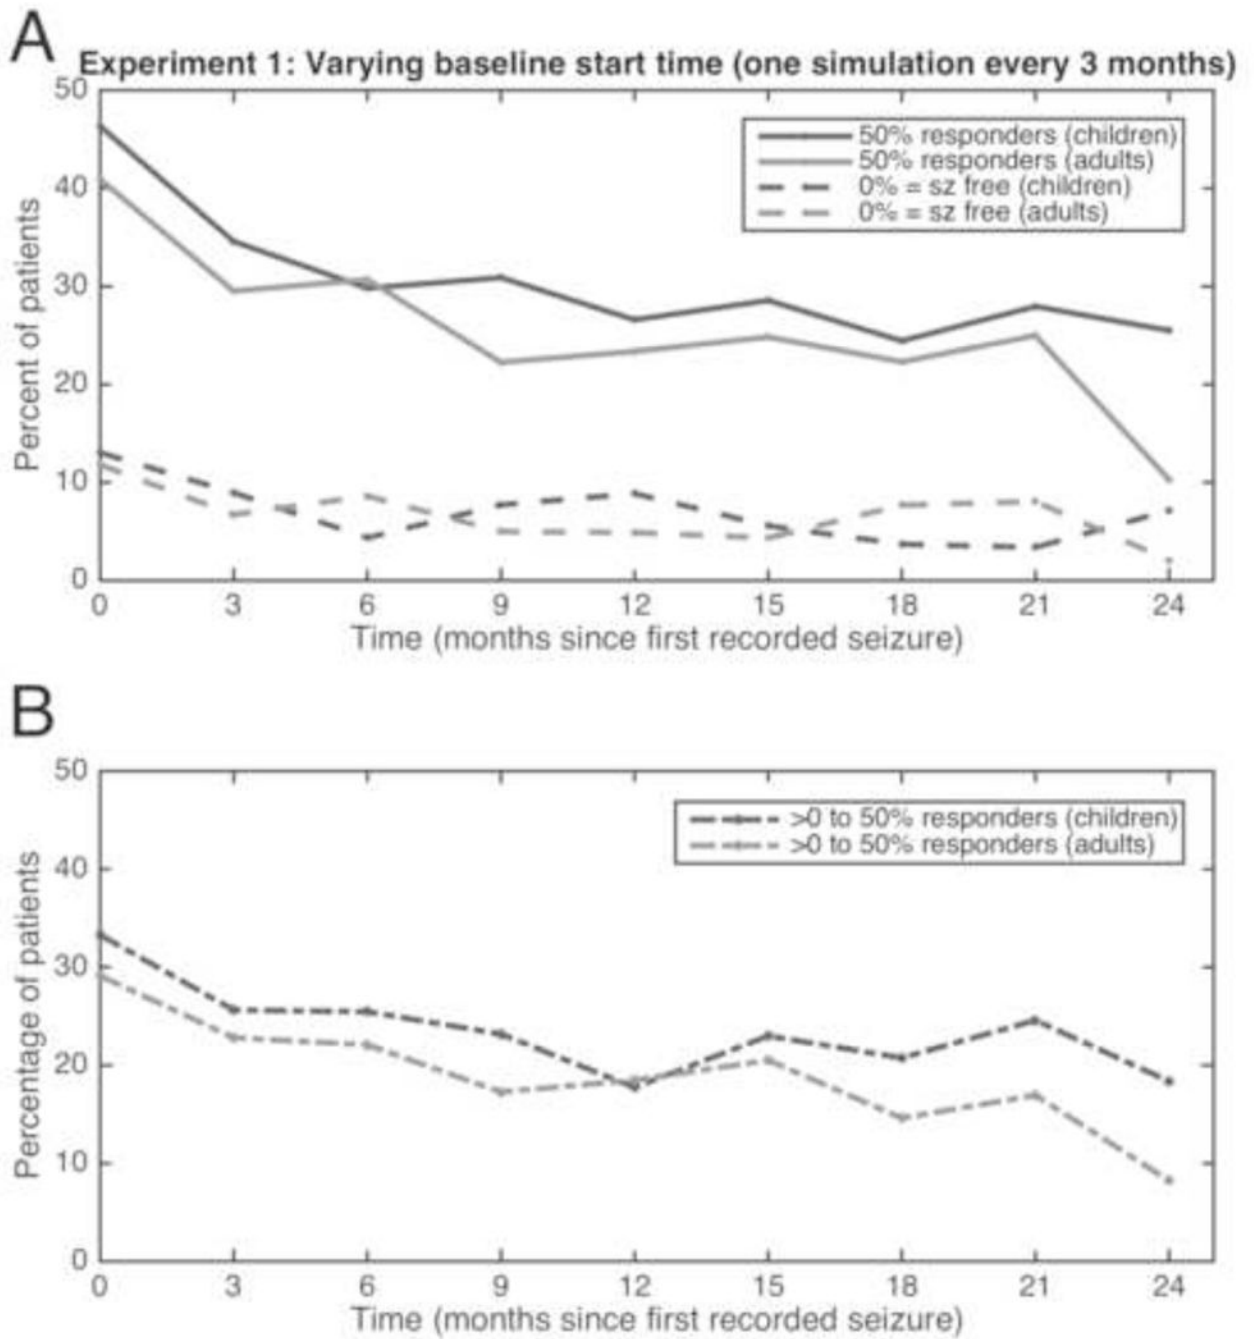 A
Experiment 1: Varying baseline start time (one simulation every 3 months)
50
40
30
20
10
0
Percent of patients
50% responders (children)
50% responders (adults)
0% = sz free (children)
0% = sz free (adults)
0 3 6 9 12 15 18 21 24
Time (months since first recorded seizure)
B
50
40
30
20
10
0
Percentage of patients
>0 to 50% responders (children)
>0 to 50% responders (adults)
0 3 6 9 12 15 18 21 24
Time (months since first recorded seizure)